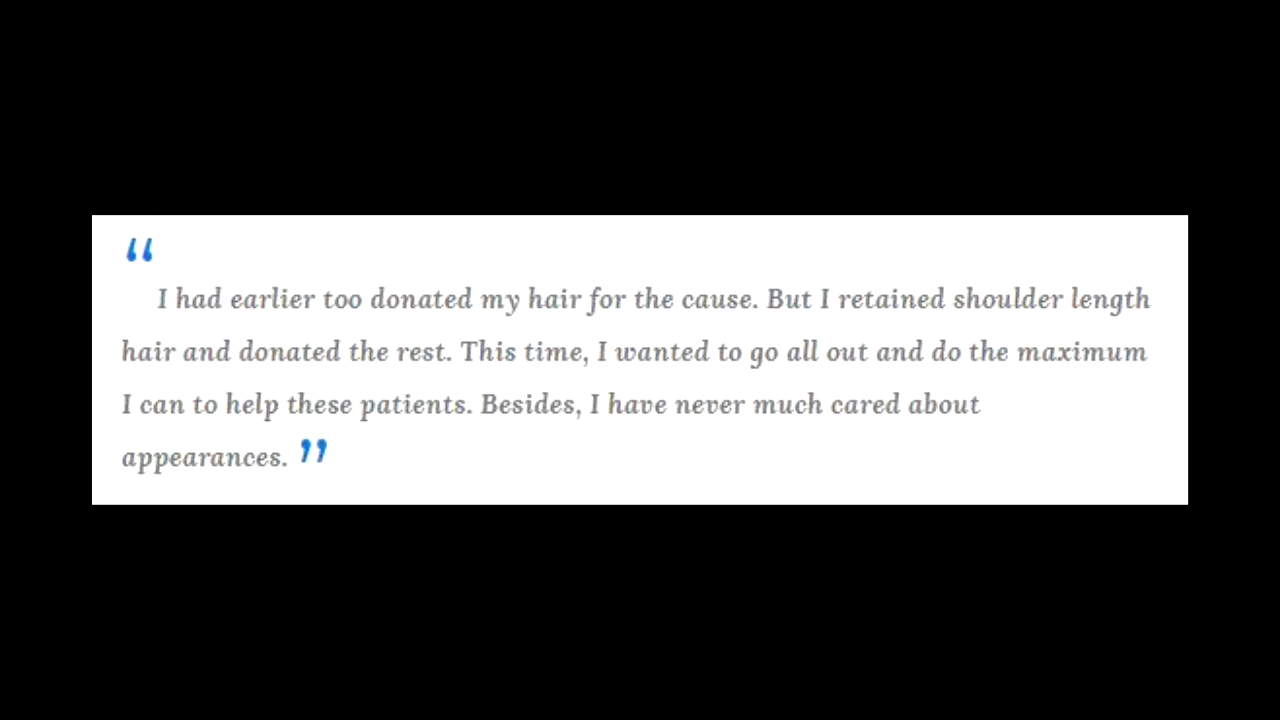 “
I had earlier too donated my hair for the cause. But I retained shoulder length
hair and donated the rest. This time, I wanted to go all out and do the maximum
I can to help these patients. Besides, I have never much cared about
appearances. ”